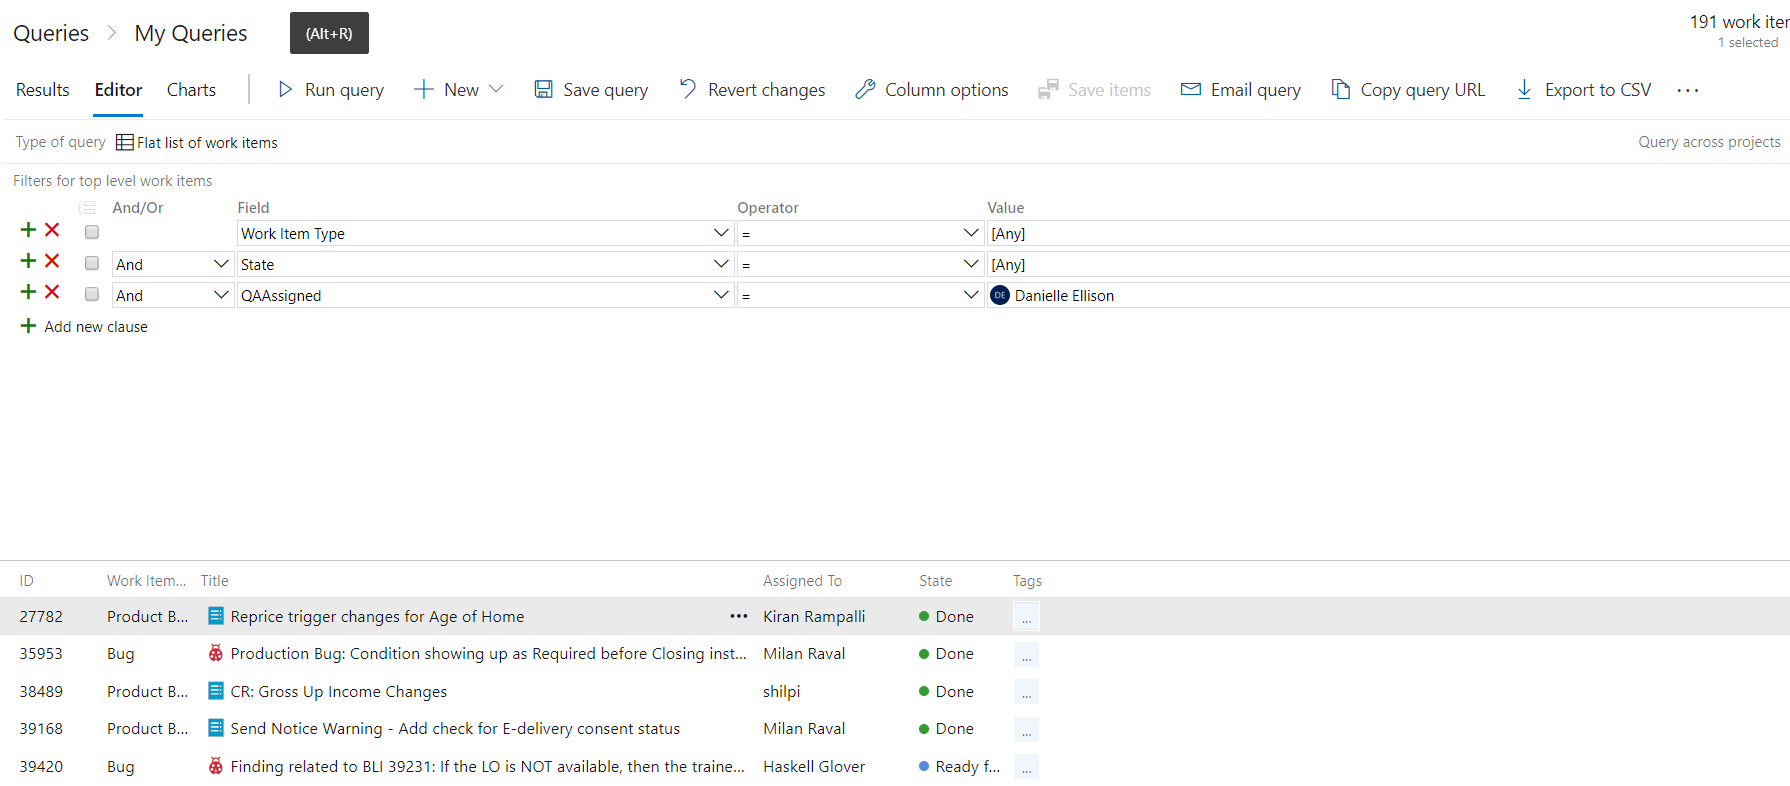 Queries > My Queries (Alt+R) 191 work iter
1 selected
Results Editor Charts Run query New Save query Revert changes Column options Save items Email query Copy query URL Export to CSV ...
Type of query Flat list of work items Query across projects
Filters for top level work items
And/Or Field Operator Value
Work Item Type = [Any]
And State = [Any]
And QAAssigned = DE Danielle Ellison
Add new clause
ID Work Item... Title Assigned To State Tags
27782 Product B... Reprice trigger changes for Age of Home ... Kiran Rampalli Done ...
35953 Bug Production Bug: Condition showing up as Required before Closing inst... Milan Raval Done ...
38489 Product B... CR: Gross Up Income Changes shilpi Done ...
39168 Product B... Send Notice Warning - Add check for E-delivery consent status Milan Raval Done ...
39420 Bug Finding related to BLI 39231: If the LO is NOT available, then the traine... Haskell Glover Ready f... ...